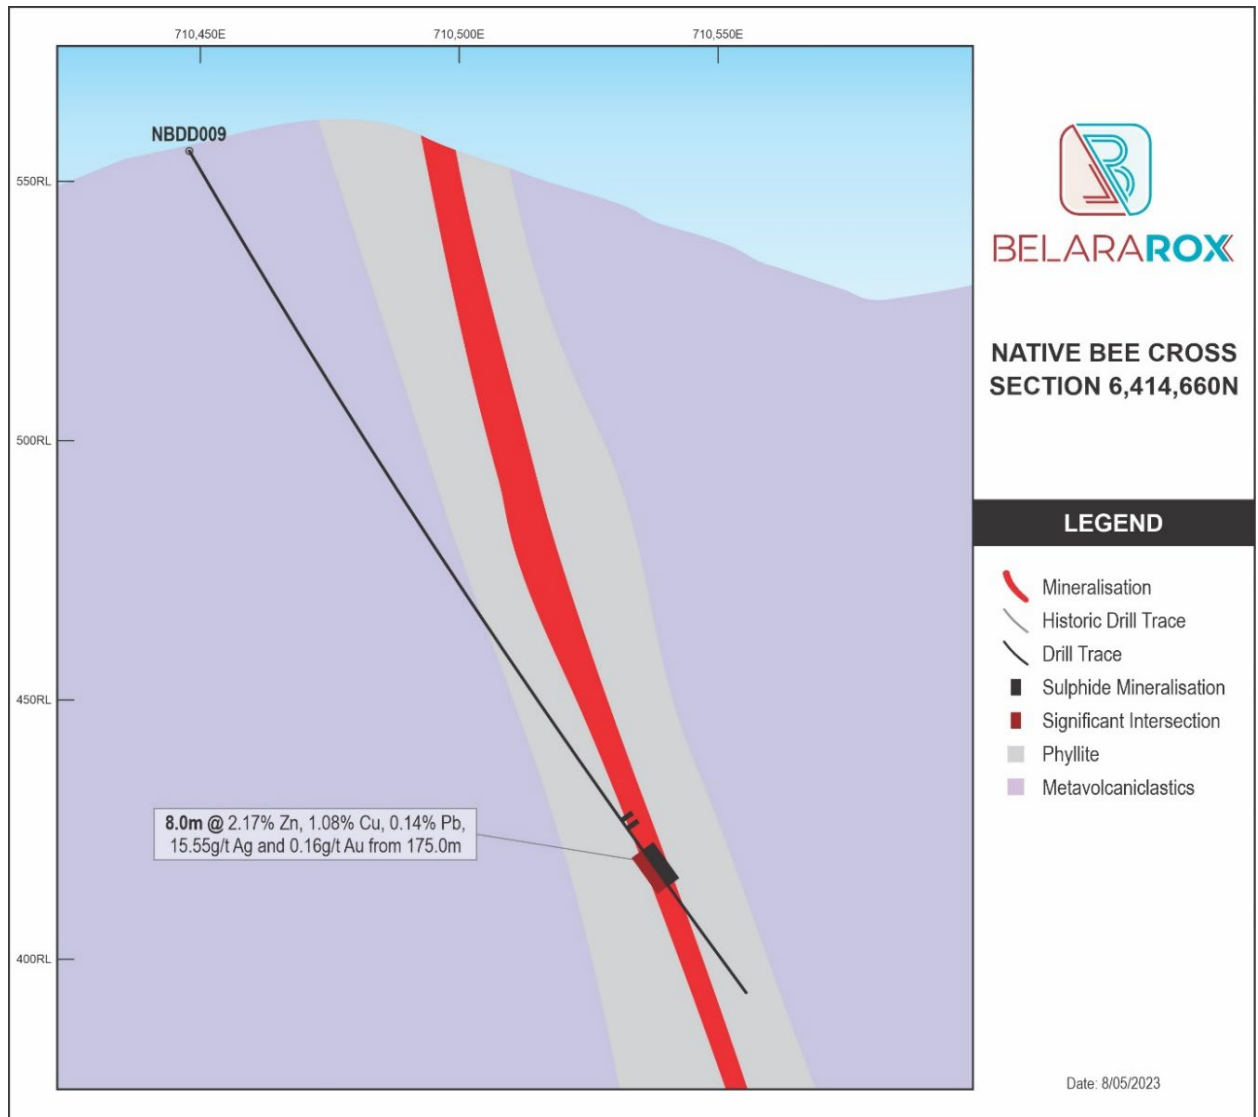 710,450E
710,500E
710,550E
NBDD009
550RL
500RL
450RL
400RL
8.0m @ 2.17% Zn, 1.08% Cu, 0.14% Pb,
15.55g/t Ag and 0.16g/t Au from 175.0m
BELARAROX
NATIVE BEE CROSS
SECTION 6,414,660N
LEGEND
Mineralisation
Historic Drill Trace
Drill Trace
Sulphide Mineralisation
Significant Intersection
Phyllite
Metavolcaniclastics
Date: 8/05/2023